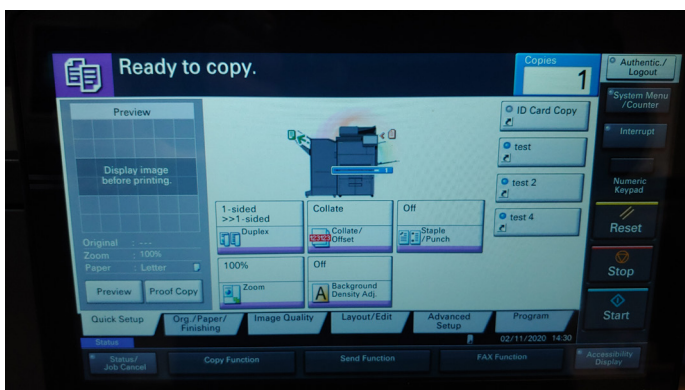 Ready to copy.
Copies
1
Authentic./
Logout
System Menu
/Counter
Interrupt
Numeric
Keypad
Reset
Stop
Start
Preview
Display image
before printing.
Original : ---
Zoom : 100%
Paper : Letter
Preview
Proof Copy
1
ID Card Copy
test
test 2
test 4
1-sided
>>1-sided
Duplex
Collate
Collate/
Offset
Off
Staple
/Punch
100%
Zoom
Off
A
Background
Density Adj.
Quick Setup
Org./Paper/
Finishing
Image Quality
Layout/Edit
Advanced
Setup
Program
Status
02/11/2020 14:30
Status/
Job Cancel
Copy Function
Send Function
FAX Function
Accessibility
Display